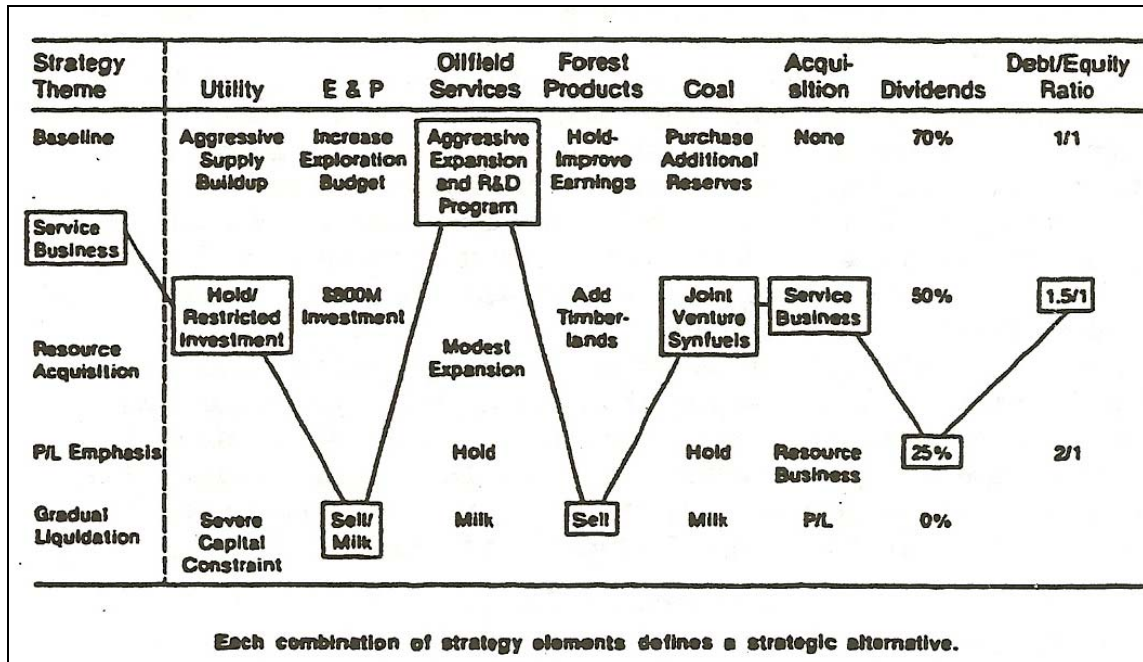 Strategy
Theme
Utility
E & P
Oilfield
Services
Forest
Products
Coal
Acqui-
sition
Dividends
Debt/Equity
Ratio
Baseline
Aggressive
Supply
Buildup
Increase
Exploration
Budget
Aggressive
Expansion
and R&D
Program
Hold-
Improve
Earnings
Purchase
Additional
Reserves
None
70%
1/1
Service
Business
Hold/
Restricted
Investment
Investment
Add
Timber-
lands
Joint
Venture
Synfuels
Service
Business
50%
1.5/1
Resource
Acquisition
Modest
Expansion
P/L Emphasis
Hold
Hold
Resource
Business
25%
2/1
Gradual
Liquidation
Severe
Capital
Constraint
Sell/
Milk
Milk
Sell
Milk
P/L
0%
Each combination of strategy elements defines a strategic alternative.